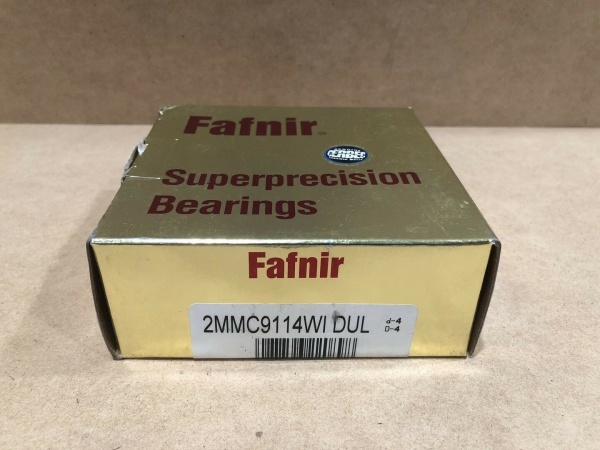 Fafnir®
Superprecision
Bearings
Fafnir
2MMC9114WI DUL
d-4
D-4